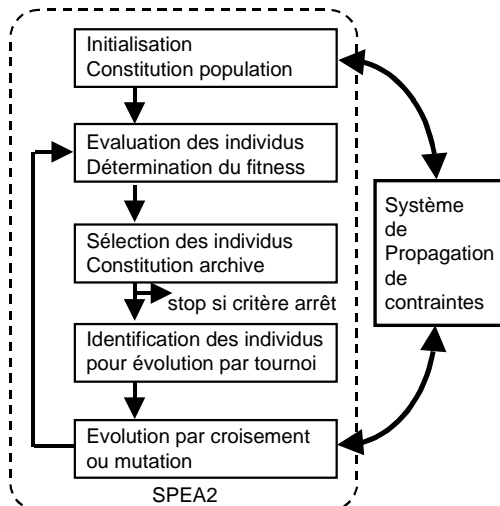 Initialisation
Constitution population
Evaluation des individus
Détermination du fitness
Sélection des individus
Constitution archive
stop si critère arrêt
Identification des individus
pour évolution par tournoi
Evolution par croisement
ou mutation
SPEA2
Système
de
Propagation
de
contraintes